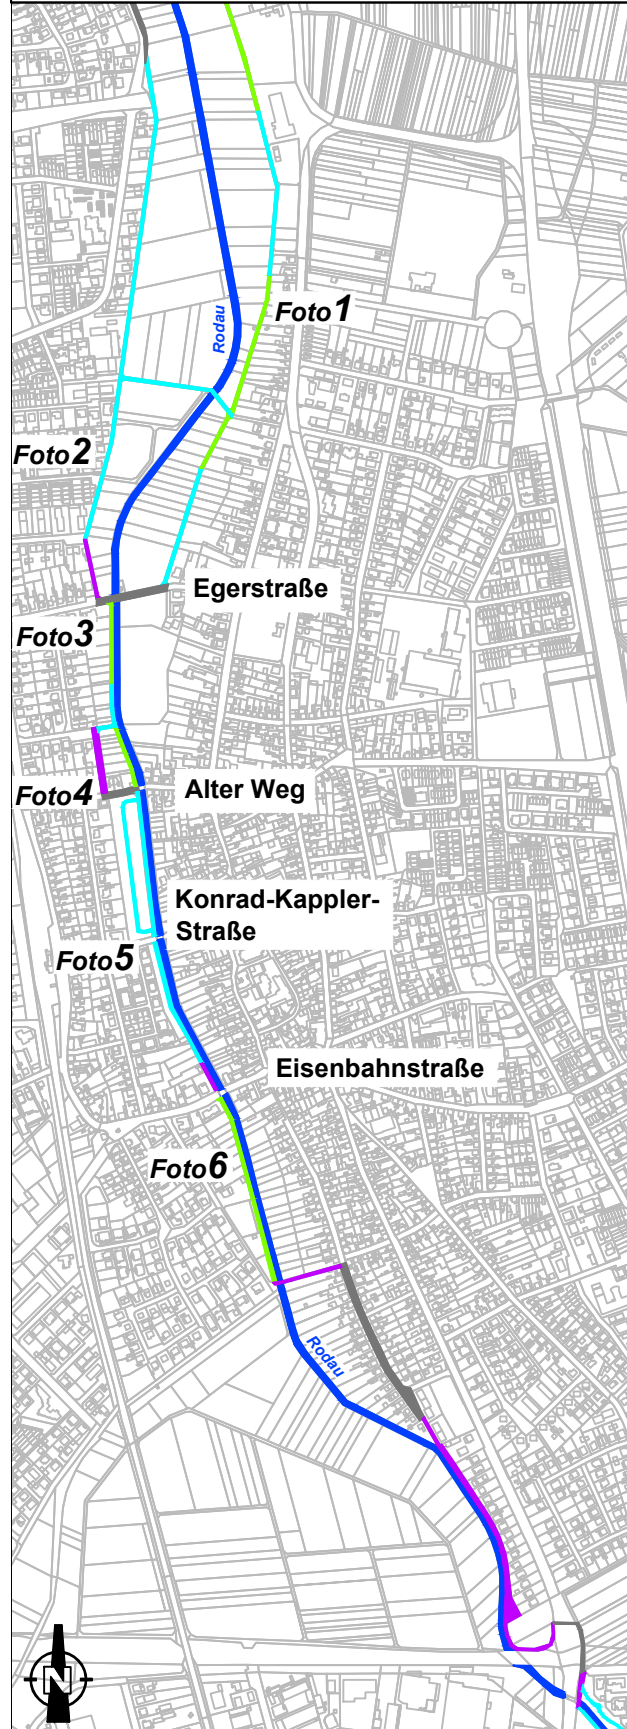 Foto1
Rodau
Foto2
Egerstraße
Foto3
Alter Weg
Foto4
Konrad-Kappler-
Straße
Foto5
Eisenbahnstraße
Foto6
Rodau
N